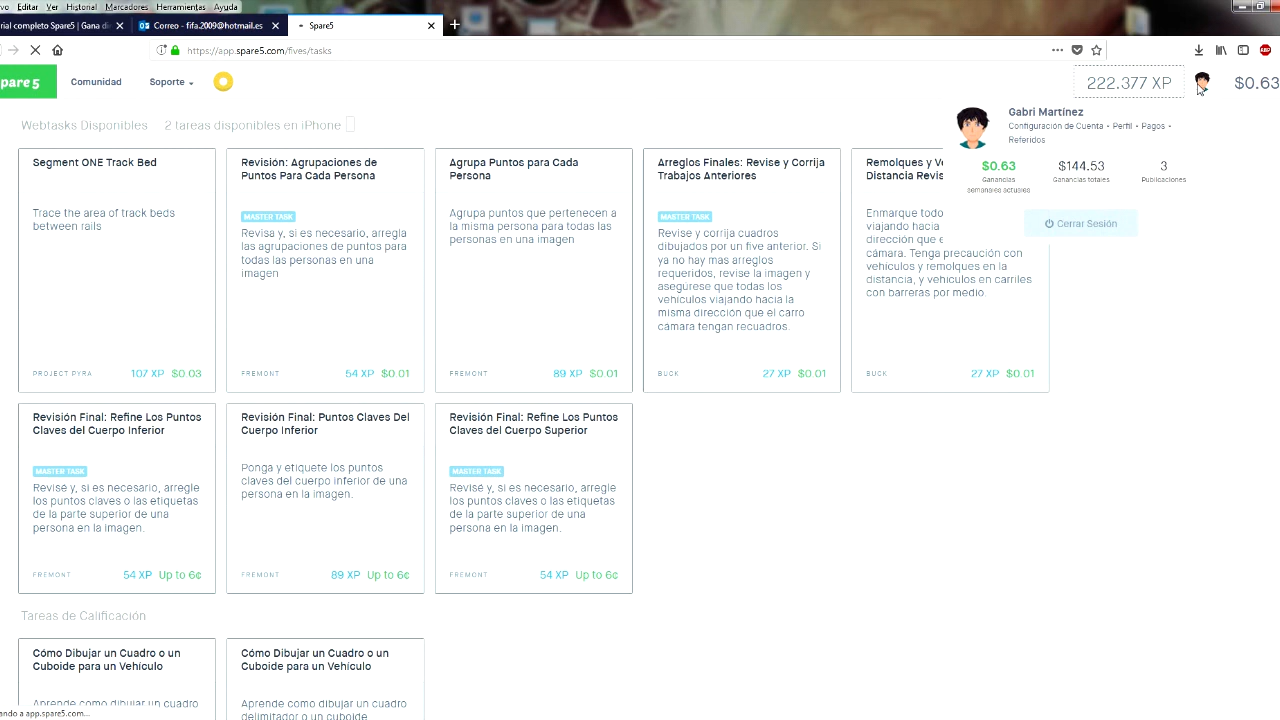 vo Editar Ver Historial Marcadores Herramientas Ayuda
rial completo Spare5 | Gana di
Correo - fifa.2009@hotmail.es
Spare5
https://app.spare5.com/fives/tasks
Spare 5
Comunidad
Soporte
222.377 XP
$0.63
Gabri Martínez
Configuración de Cuenta • Perfil • Pagos •
Referidos
$0.63
Ganancias
semanales actuales
$144.53
Ganancias totales
3
Publicaciones
Cerrar Sesión
Webtasks Disponibles
2 tareas disponibles en iPhone
Segment ONE Track Bed
Trace the area of track beds
between rails
PROJECT PYRA
107 XP $0.03
Revisión: Agrupaciones de
Puntos Para Cada Persona
MASTER TASK
Revisa y, si es necesario, arregla
las agrupaciones de puntos para
todas las personas en una
imagen
FREMONT
54 XP $0.01
Agrupa Puntos para Cada
Persona
Agrupa puntos que pertenecen a
la misma persona para todas las
personas en una imagen
FREMONT
89 XP $0.01
Arreglos Finales: Revise y Corrija
Trabajos Anteriores
MASTER TASK
Revise y corrija cuadros
dibujados por un five anterior. Si
ya no hay mas arreglos
requeridos, revise la imagen y
asegúrese que todas los
vehiculos viajando hacia la
misma dirección que el carro
cámara tengan recuadros.
BUCK
27 XP $0.01
Remolques y Ve
Distancia Revis
Enmarque todo
viajando hacia
dirección que e
cámara. Tenga precaución con
vehiculos y remolques en la
distancia, y vehiculos en carriles
con barreras por medio.
BUCK
27 XP $0.01
Revisión Final: Refine Los Puntos
Claves del Cuerpo Inferior
MASTER TASK
Revise y, si es necesario, arregle
los puntos claves o las etiquetas
de la parte superior de una
persona en la imagen.
FREMONT
54 XP Up to 6¢
Revisión Final: Puntos Claves Del
Cuerpo Inferior
Ponga y etiquete los puntos
claves del cuerpo inferior de una
persona en la imagen.
FREMONT
89 XP Up to 6¢
Revisión Final: Refine Los Puntos
Claves del Cuerpo Superior
MASTER TASK
Revise y, si es necesario, arregle
los puntos claves o las etiquetas
de la parte superior de una
persona en la imagen.
FREMONT
54 XP Up to 6¢
Tareas de Calificación
Cómo Dibujar un Cuadro o un
Cuboide para un Vehículo
Aprende como dibujar un cuadro
Cómo Dibujar un Cuadro o un
Cuboide para un Vehículo
Aprende como dibujar un cuadro
delimitador o un cuboide
ando a app.spare5.com...